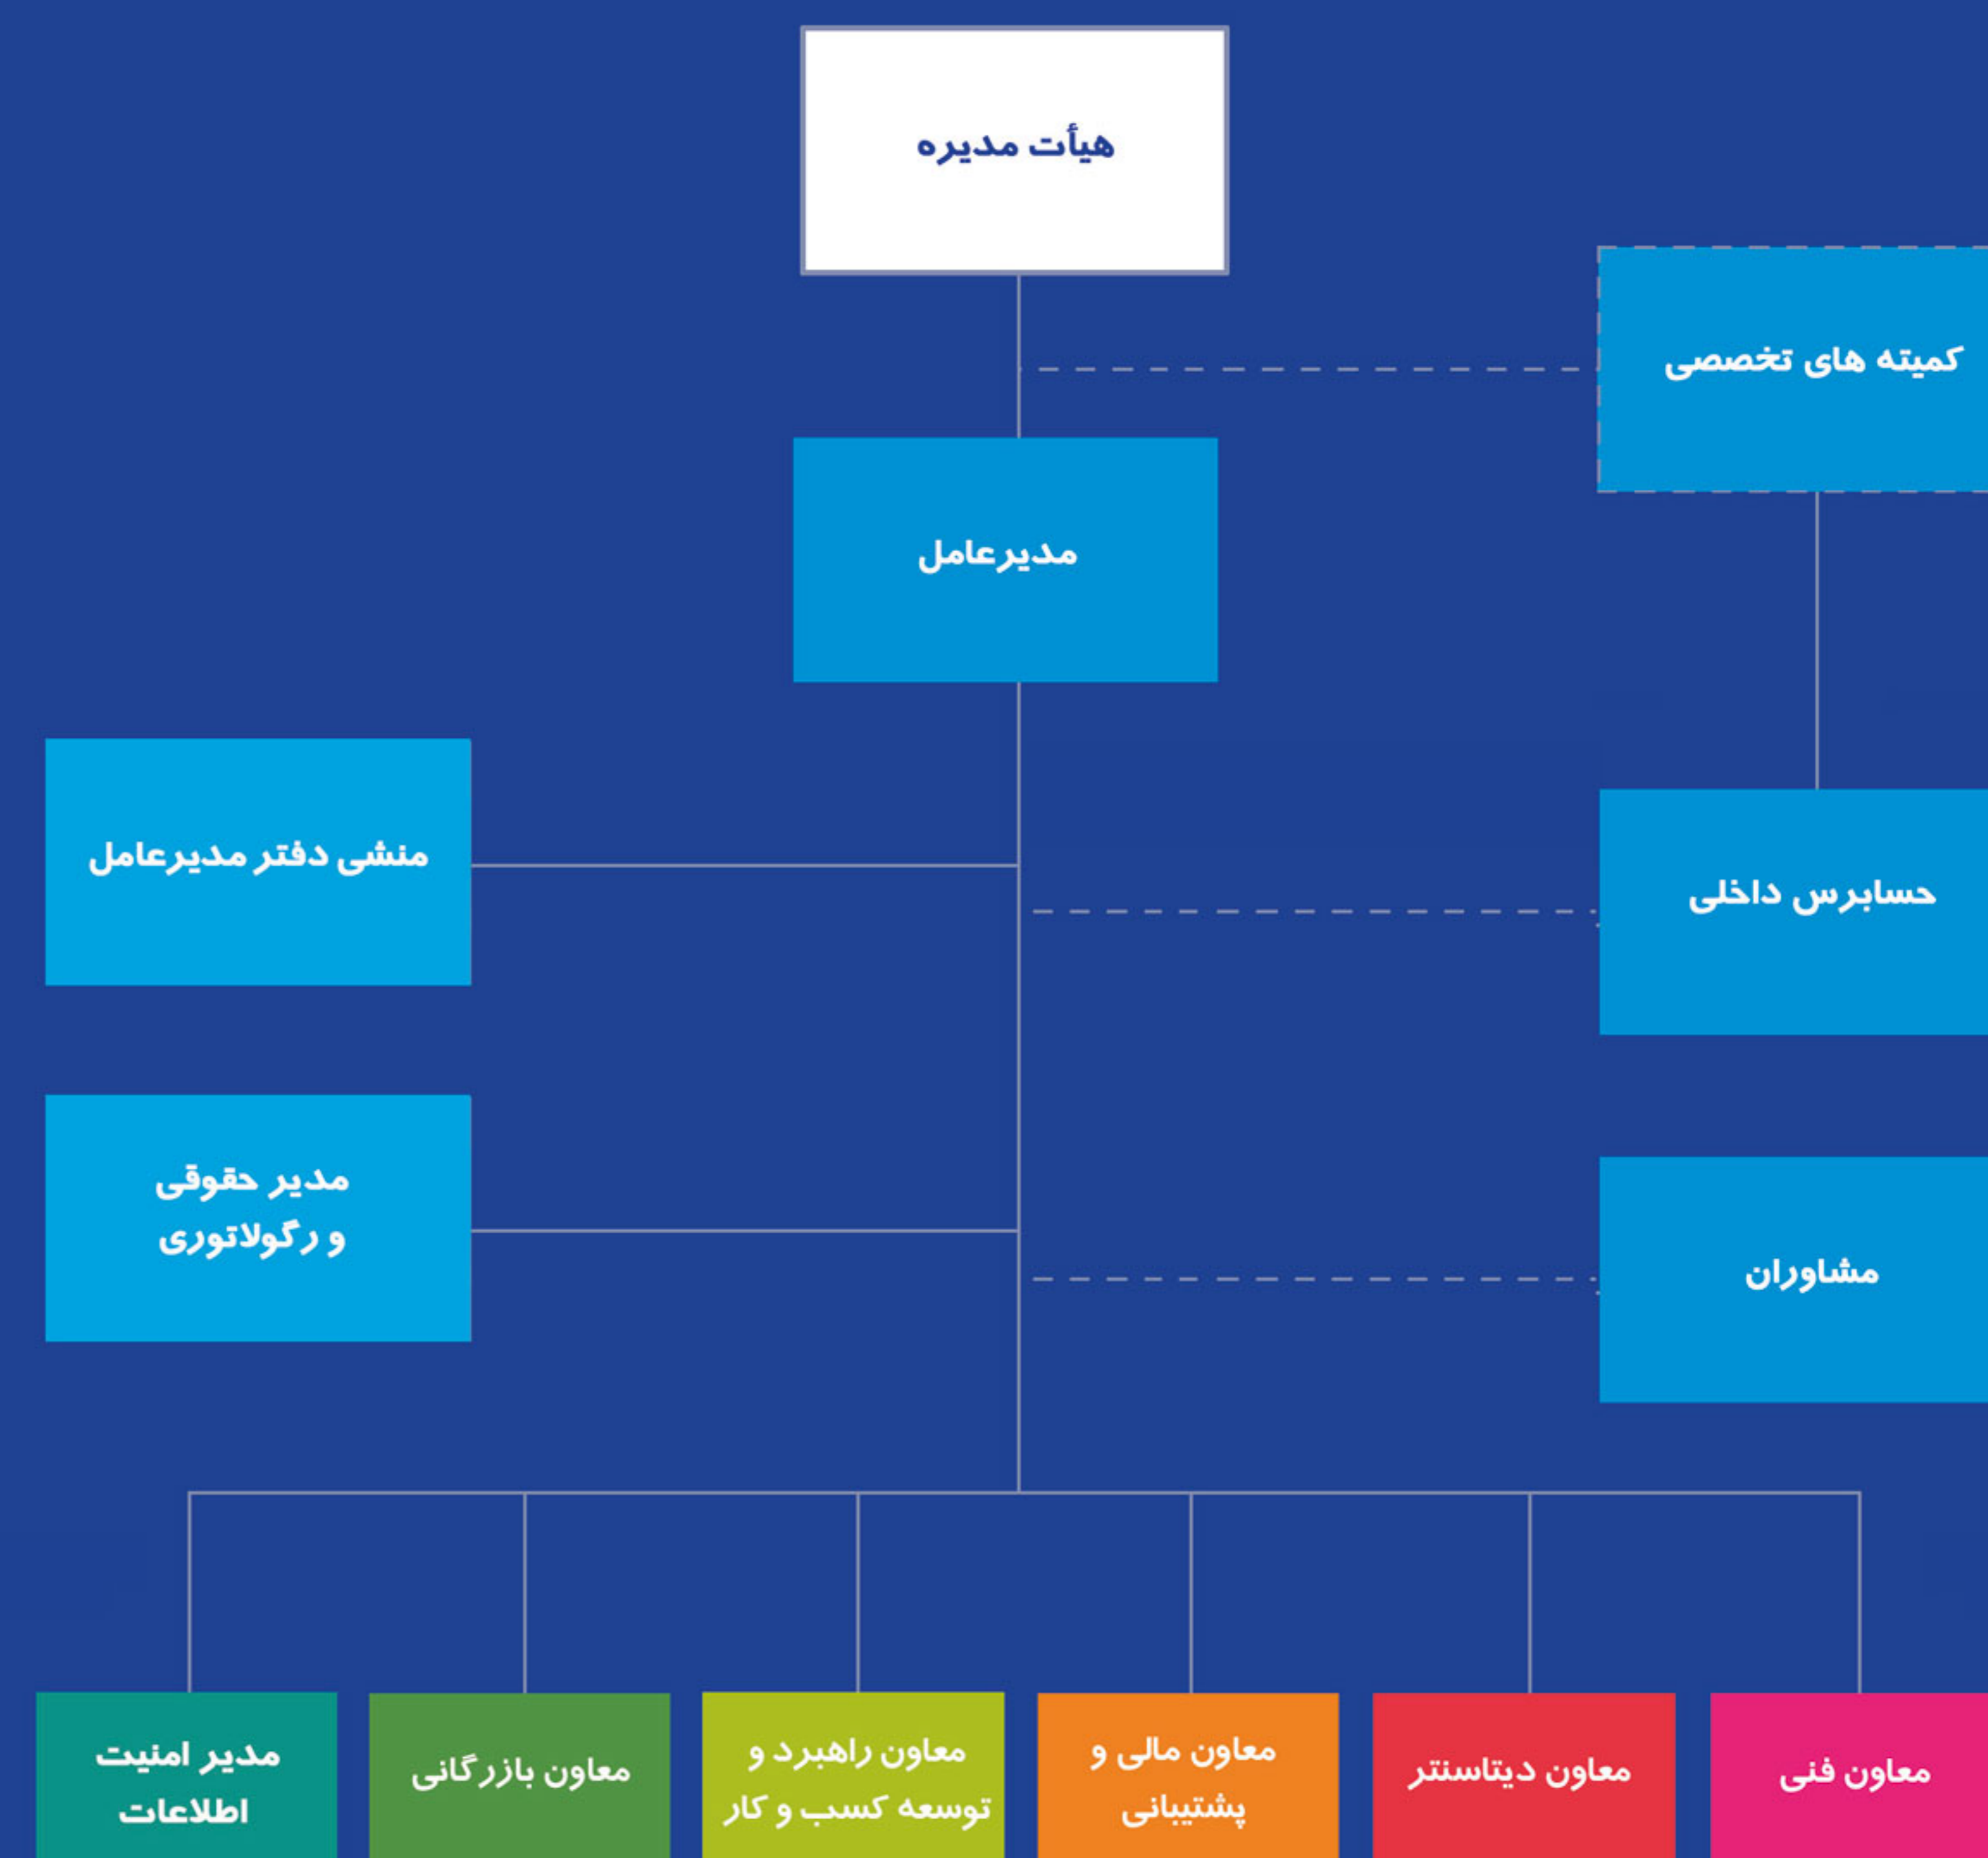 هیأت مدیره
کمیته های تخصصی
مدیرعامل
منشی دفتر مدیرعامل
حسابرس داخلی
مدیر حقوقی
و رگولاتوری
مشاوران
معاون فنی
معاون دیتاسنتر
معاون مالی و
پشتیبانی
معاون راهبرد و
توسعه کسب و کار
معاون بازرگانی
مدیر امنیت
اطلاعات